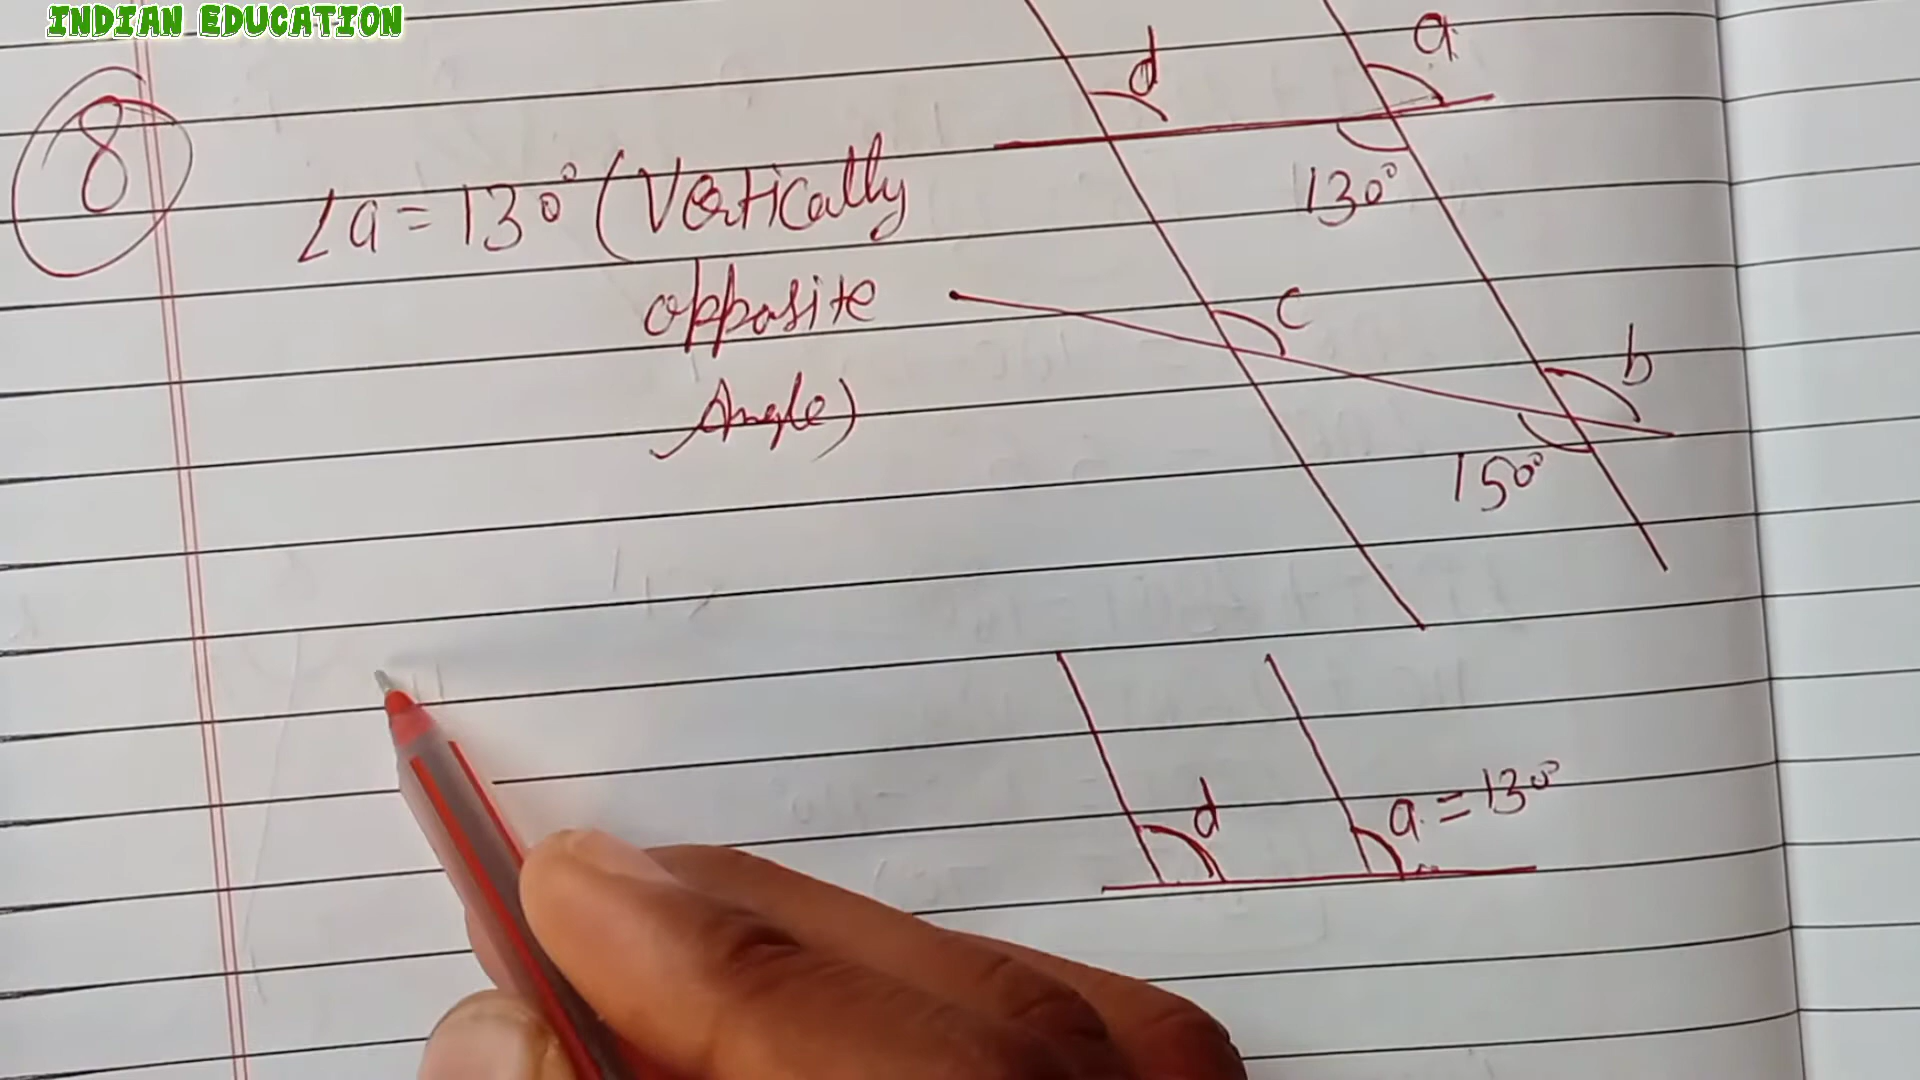 INDIAN EDUCATION
8
∠a = 130° (Vertically
opposite
Angle)
d
a
130°
c
b
150°
d
a = 130°